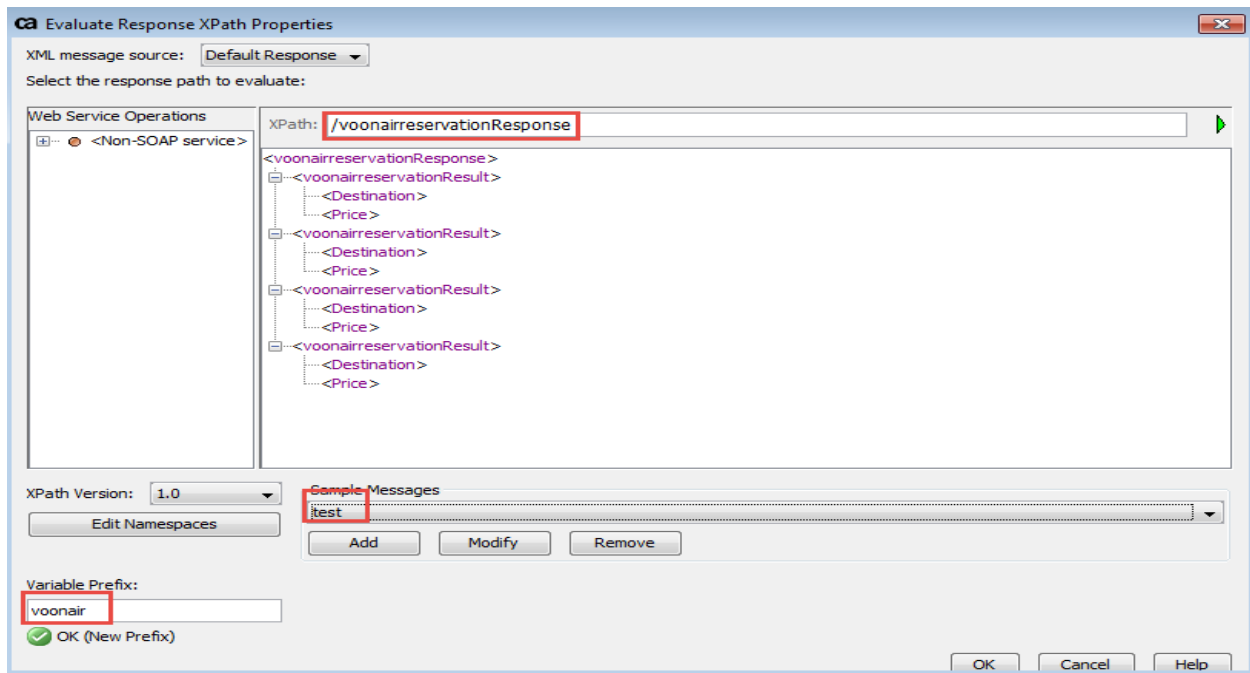 ca Evaluate Response XPath Properties
XML message source: Default Response
Select the response path to evaluate:
Web Service Operations
<Non-SOAP service>
XPath: /voonairreservationResponse
<voonairreservationResponse>
<voonairreservationResult>
<Destination>
<Price>
<voonairreservationResult>
<Destination>
<Price>
<voonairreservationResult>
<Destination>
<Price>
<voonairreservationResult>
<Destination>
<Price>
XPath Version: 1.0
Edit Namespaces
Sample Messages
test
Add Modify Remove
Variable Prefix:
voonair
OK (New Prefix)
OK Cancel Help